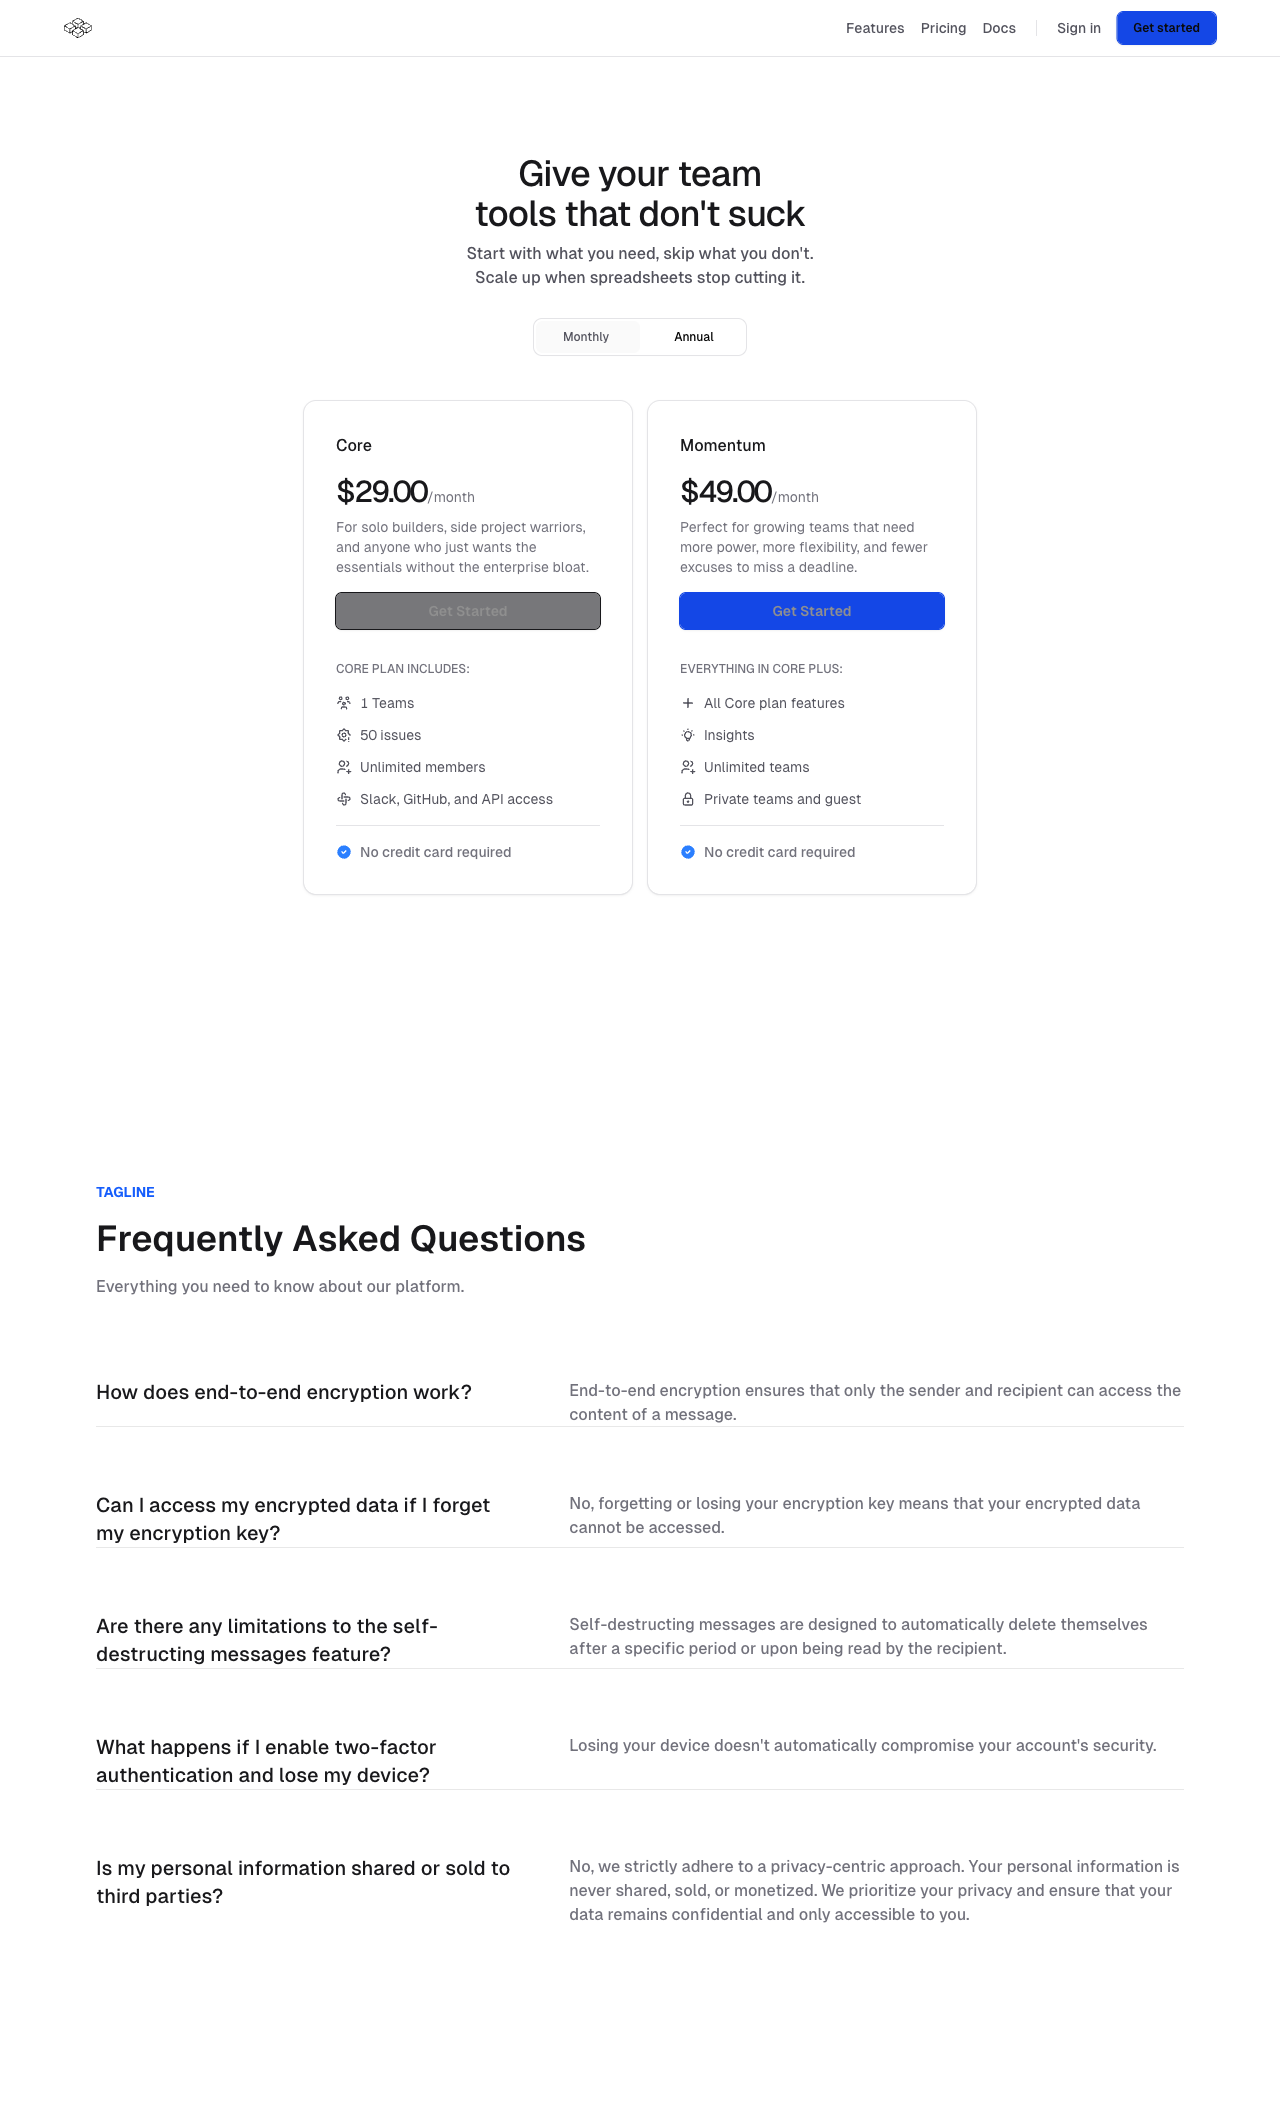 Features Pricing Docs Sign in Get started
Give your team
tools that don't suck
Start with what you need, skip what you don't.
Scale up when spreadsheets stop cutting it.
Monthly Annual
Core
$29.00/month
For solo builders, side project warriors,
and anyone who just wants the
essentials without the enterprise bloat.
Get Started
CORE PLAN INCLUDES:
1 Teams
50 issues
Unlimited members
Slack, GitHub, and API access
No credit card required
Momentum
$49.00/month
Perfect for growing teams that need
more power, more flexibility, and fewer
excuses to miss a deadline.
Get Started
EVERYTHING IN CORE PLUS:
All Core plan features
Insights
Unlimited teams
Private teams and guest
No credit card required
TAGLINE
Frequently Asked Questions
Everything you need to know about our platform.
How does end-to-end encryption work?
End-to-end encryption ensures that only the sender and recipient can access the
content of a message.
Can I access my encrypted data if I forget
my encryption key?
No, forgetting or losing your encryption key means that your encrypted data
cannot be accessed.
Are there any limitations to the self-
destructing messages feature?
Self-destructing messages are designed to automatically delete themselves
after a specific period or upon being read by the recipient.
What happens if I enable two-factor
authentication and lose my device?
Losing your device doesn't automatically compromise your account's security.
Is my personal information shared or sold to
third parties?
No, we strictly adhere to a privacy-centric approach. Your personal information is
never shared, sold, or monetized. We prioritize your privacy and ensure that your
data remains confidential and only accessible to you.